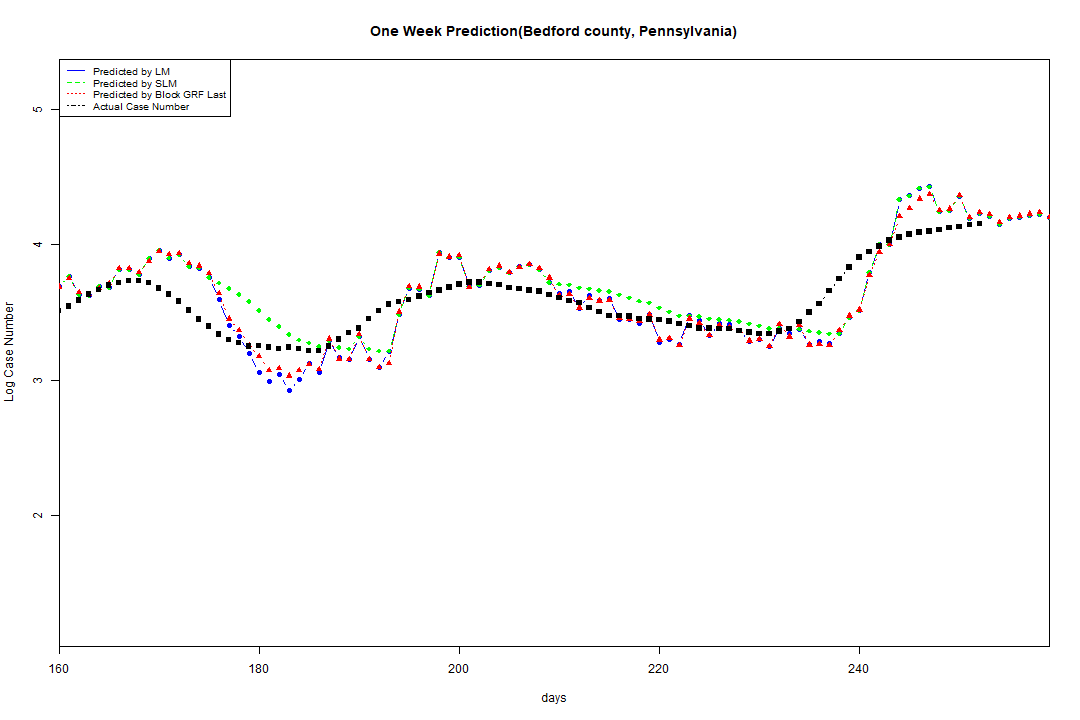 One Week Prediction(Bedford county, Pennsylvania)
Predicted by LM
Predicted by SLM
Predicted by Block GRF Last
Actual Case Number
5
4
3
2
Log Case Number
160 180 200 220 240
days